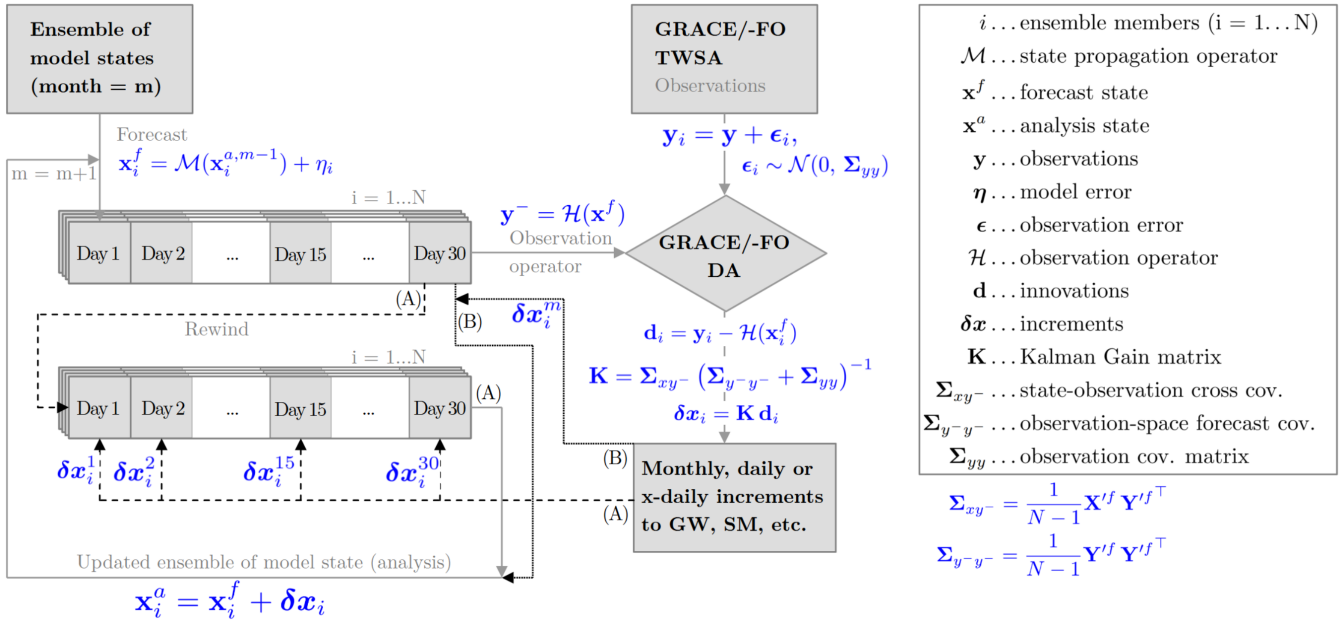 Ensemble of
model states
(month = m)
GRACE/-FO
TWSA
Observations
Forecast
x_i^f = ℳ(x_i^{a,m−1}) + η_i
m = m+1
y_i = y + ϵ_i,
ϵ_i ∼ 𝒩(0, Σ_{yy})
i = 1...N
Day 1 Day 2 ... Day 15 ... Day 30
y^− = ℋ(x^f)
Observation
operator
GRACE/-FO
DA
(A)
(B)
Rewind
δx_i^m
d_i = y_i − ℋ(x_i^f)
K = Σ_{xy^−} (Σ_{y^−y^−} + Σ_{yy})^{−1}
δx_i = K d_i
i = 1...N
Day 1 Day 2 ... Day 15 ... Day 30
(A)
δx_i^1 δx_i^2 δx_i^{15} δx_i^{30}
(B)
(A)
Monthly, daily or
x-daily increments
to GW, SM, etc.
Updated ensemble of model state (analysis)
x_i^a = x_i^f + δx_i
i ... ensemble members (i = 1... N)
ℳ ... state propagation operator
x^f ... forecast state
x^a ... analysis state
y ... observations
η ... model error
ϵ ... observation error
ℋ ... observation operator
d ... innovations
δx ... increments
K ... Kalman Gain matrix
Σ_{xy^−} ... state-observation cross cov.
Σ_{y^−y^−} ... observation-space forecast cov.
Σ_{yy} ... observation cov. matrix
Σ_{xy^−} = 1/(N − 1) X′^f Y′^{f⊤}
Σ_{y^−y^−} = 1/(N − 1) Y′^f Y′^{f⊤}